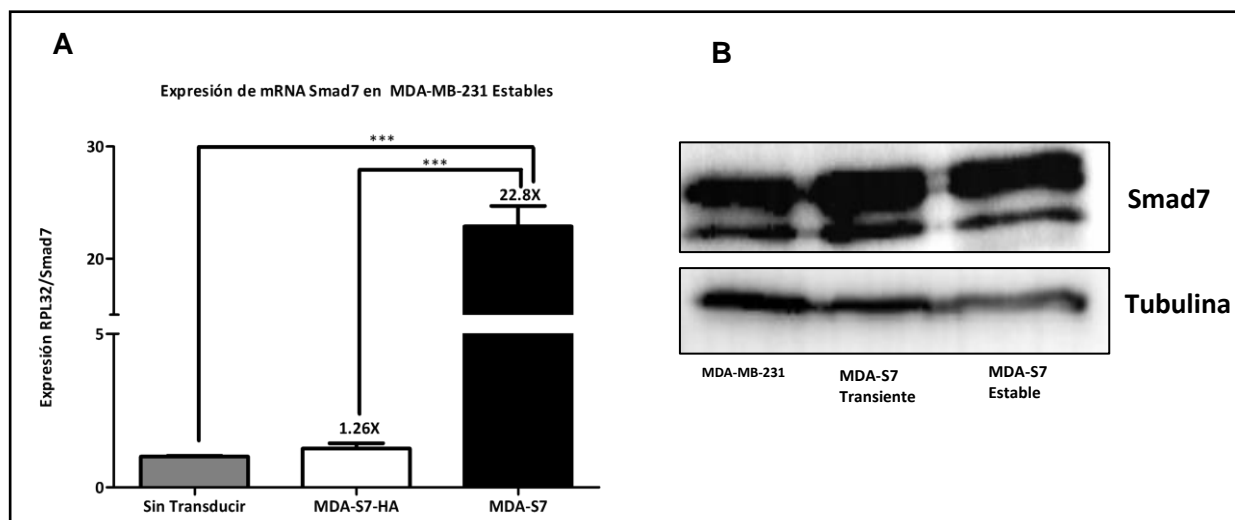 A
Expresión de mRNA Smad7 en MDA-MB-231 Estables
Expresión RPL32/Smad7
30
20
5
0
***
***
22.8X
1.26X
Sin Transducir
MDA-S7-HA
MDA-S7
B
Smad7
Tubulina
MDA-MB-231
MDA-S7
Transiente
MDA-S7
Estable